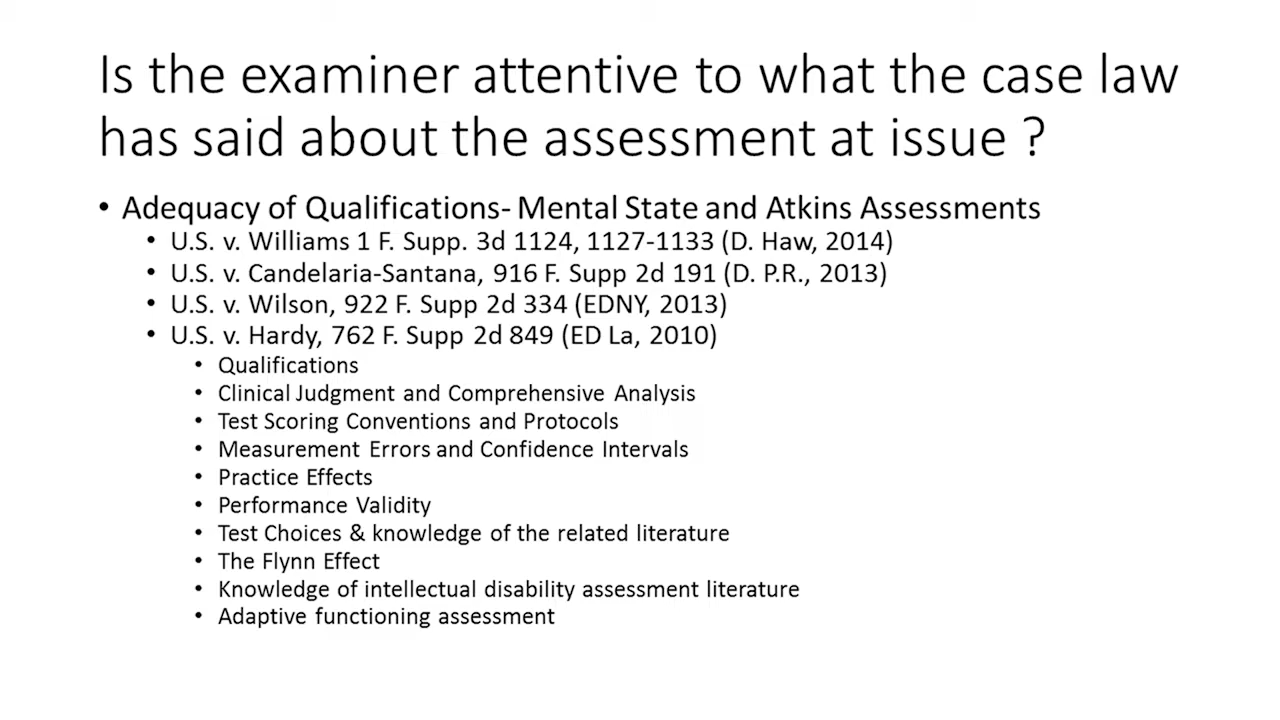 Is the examiner attentive to what the case law
has said about the assessment at issue ?
• Adequacy of Qualifications- Mental State and Atkins Assessments
• U.S. v. Williams 1 F. Supp. 3d 1124, 1127-1133 (D. Haw, 2014)
• U.S. v. Candelaria-Santana, 916 F. Supp 2d 191 (D. P.R., 2013)
• U.S. v. Wilson, 922 F. Supp 2d 334 (EDNY, 2013)
• U.S. v. Hardy, 762 F. Supp 2d 849 (ED La, 2010)
• Qualifications
• Clinical Judgment and Comprehensive Analysis
• Test Scoring Conventions and Protocols
• Measurement Errors and Confidence Intervals
• Practice Effects
• Performance Validity
• Test Choices & knowledge of the related literature
• The Flynn Effect
• Knowledge of intellectual disability assessment literature
• Adaptive functioning assessment